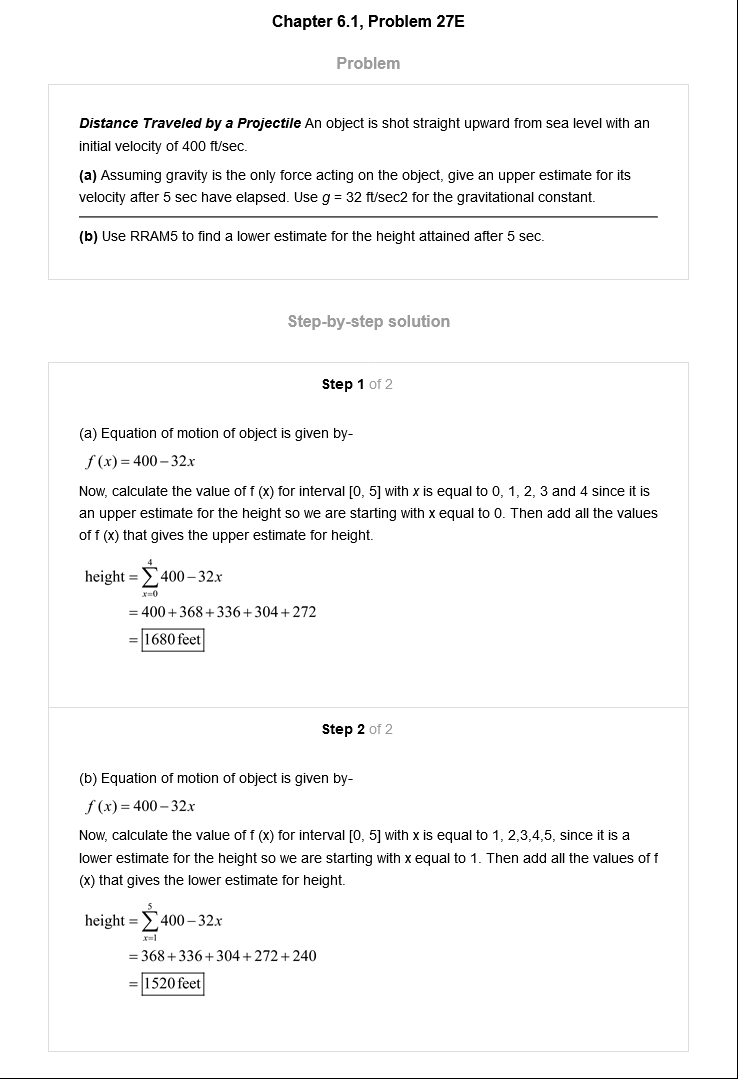 Chapter 6.1, Problem 27E
Problem
Distance Traveled by a Projectile An object is shot straight upward from sea level with an
initial velocity of 400 ft/sec.
(a) Assuming gravity is the only force acting on the object, give an upper estimate for its
velocity after 5 sec have elapsed. Use g = 32 ft/sec2 for the gravitational constant.
(b) Use RRAM5 to find a lower estimate for the height attained after 5 sec.
Step-by-step solution
Step 1 of 2
(a) Equation of motion of object is given by-
f (x) = 400 – 32x
Now, calculate the value of f (x) for interval [0, 5] with x is equal to 0, 1, 2, 3 and 4 since it is
an upper estimate for the height so we are starting with x equal to 0. Then add all the values
of f (x) that gives the upper estimate for height.
height = ∑_{x=0}^{4} 400 – 32x
= 400 + 368 + 336 + 304 + 272
= 1680 feet
Step 2 of 2
(b) Equation of motion of object is given by-
f (x) = 400 – 32x
Now, calculate the value of f (x) for interval [0, 5] with x is equal to 1, 2,3,4,5, since it is a
lower estimate for the height so we are starting with x equal to 1. Then add all the values of f
(x) that gives the lower estimate for height.
height = ∑_{x=1}^{5} 400 – 32x
= 368 + 336 + 304 + 272 + 240
= 1520 feet